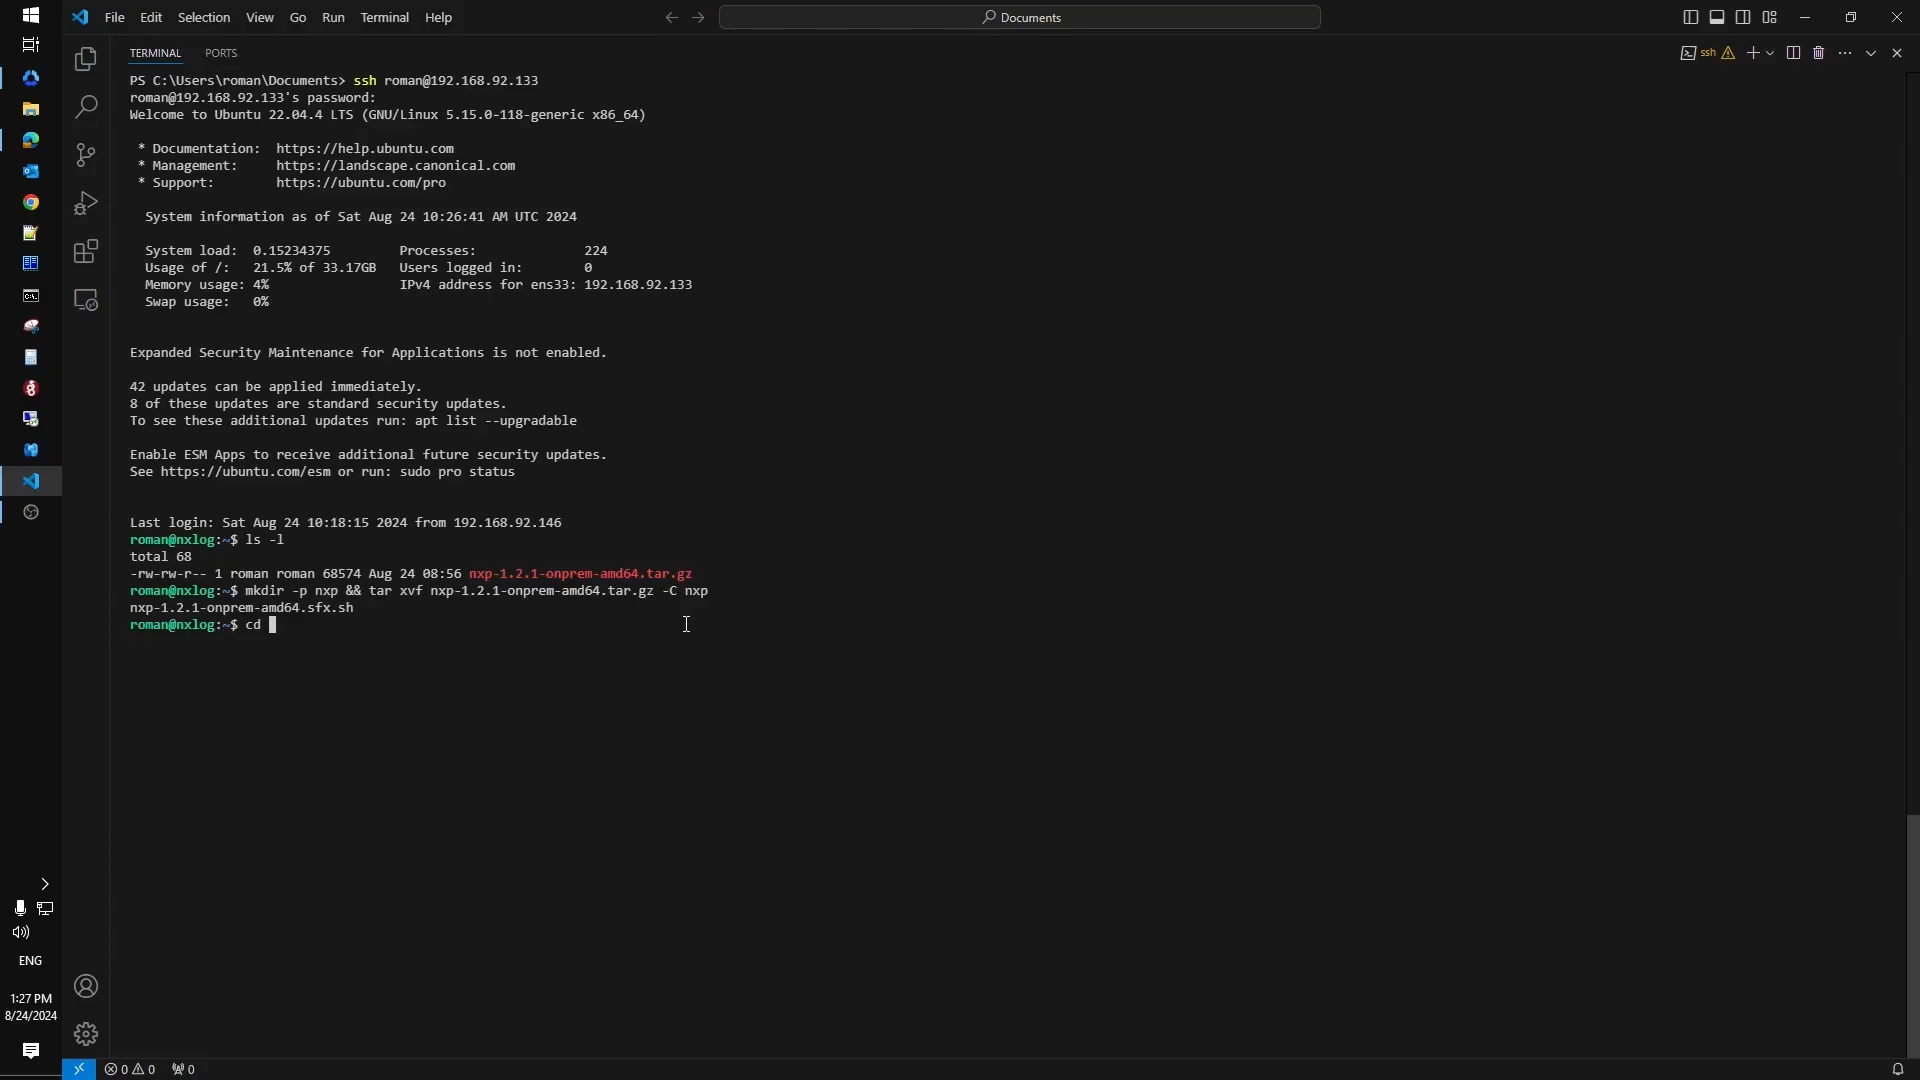 File Edit Selection View Go Run Terminal Help
Documents
TERMINAL PORTS
ssh
PS C:\Users\roman\Documents> ssh roman@192.168.92.133
roman@192.168.92.133's password:
Welcome to Ubuntu 22.04.4 LTS (GNU/Linux 5.15.0-118-generic x86_64)
* Documentation: https://help.ubuntu.com
* Management: https://landscape.canonical.com
* Support: https://ubuntu.com/pro
System information as of Sat Aug 24 10:26:41 AM UTC 2024
System load: 0.15234375 Processes: 224
Usage of /: 21.5% of 33.17GB Users logged in: 0
Memory usage: 4% IPv4 address for ens33: 192.168.92.133
Swap usage: 0%
Expanded Security Maintenance for Applications is not enabled.
42 updates can be applied immediately.
8 of these updates are standard security updates.
To see these additional updates run: apt list --upgradable
Enable ESM Apps to receive additional future security updates.
See https://ubuntu.com/esm or run: sudo pro status
Last login: Sat Aug 24 10:18:15 2024 from 192.168.92.146
roman@nxlog:~$ ls -l
total 68
-rw-rw-r-- 1 roman roman 68574 Aug 24 08:56 nxp-1.2.1-onprem-amd64.tar.gz
roman@nxlog:~$ mkdir -p nxp && tar xvf nxp-1.2.1-onprem-amd64.tar.gz -C nxp
nxp-1.2.1-onprem-amd64.sfx.sh
roman@nxlog:~$ cd
ENG
1:27 PM
8/24/2024
0 0 0